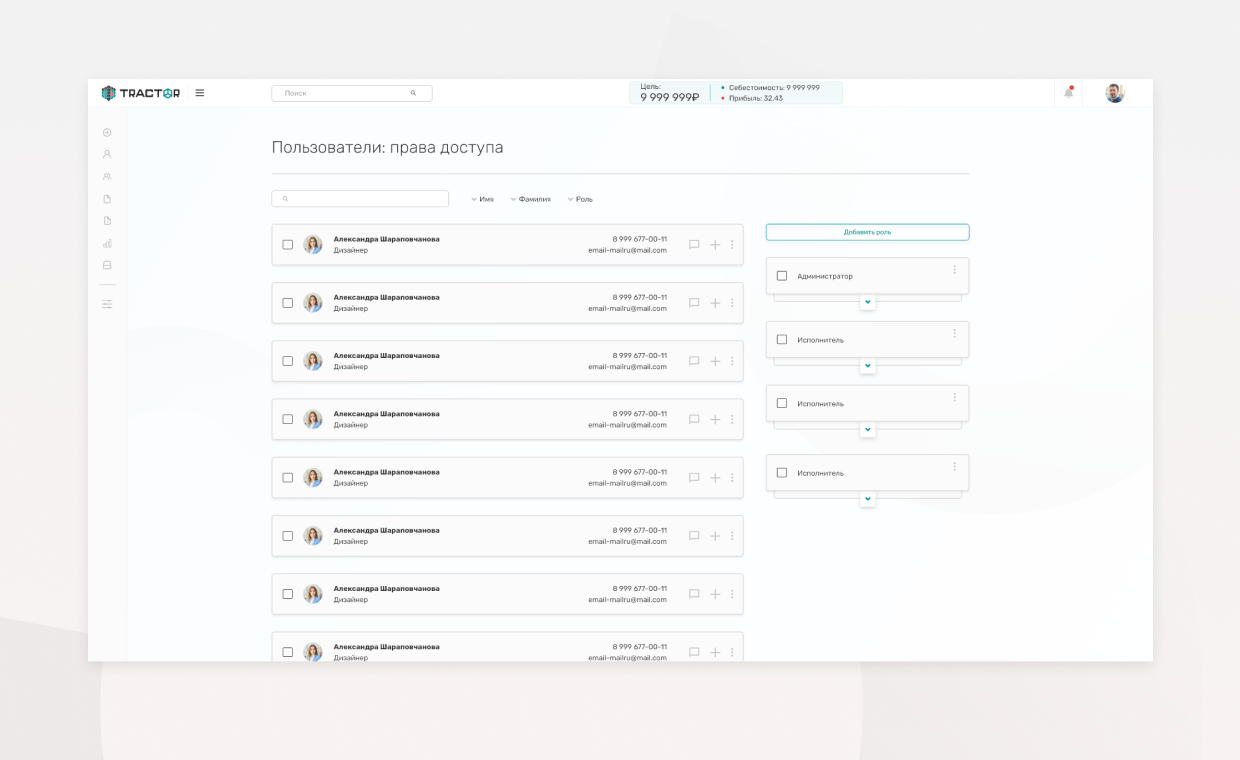 TRACTOR
Поиск
Цель:
9 999 999₽
Себестоимость: 9 999 999
Прибыль: 32.43
Пользователи: права доступа
Имя
Фамилия
Роль
Александра Шараповчанова
Дизайнер
8 999 677-00-11
email-mailru@mail.com
Александра Шараповчанова
Дизайнер
8 999 677-00-11
email-mailru@mail.com
Александра Шараповчанова
Дизайнер
8 999 677-00-11
email-mailru@mail.com
Александра Шараповчанова
Дизайнер
8 999 677-00-11
email-mailru@mail.com
Александра Шараповчанова
Дизайнер
8 999 677-00-11
email-mailru@mail.com
Александра Шараповчанова
Дизайнер
8 999 677-00-11
email-mailru@mail.com
Александра Шараповчанова
Дизайнер
8 999 677-00-11
email-mailru@mail.com
Александра Шараповчанова
Дизайнер
8 999 677-00-11
email-mailru@mail.com
Добавить роль
Администратор
Исполнитель
Исполнитель
Исполнитель